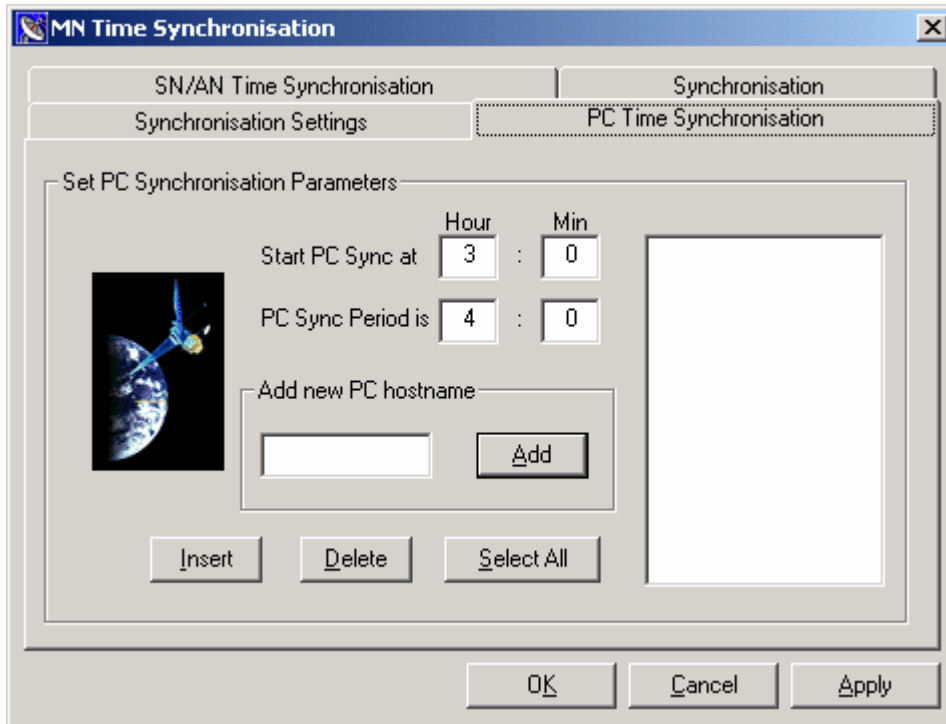 MN Time Synchronisation
SN/AN Time Synchronisation
Synchronisation
Synchronisation Settings
PC Time Synchronisation
Set PC Synchronisation Parameters
Hour Min
Start PC Sync at 3 : 0
PC Sync Period is 4 : 0
Add new PC hostname
Add
Insert Delete Select All
OK Cancel Apply